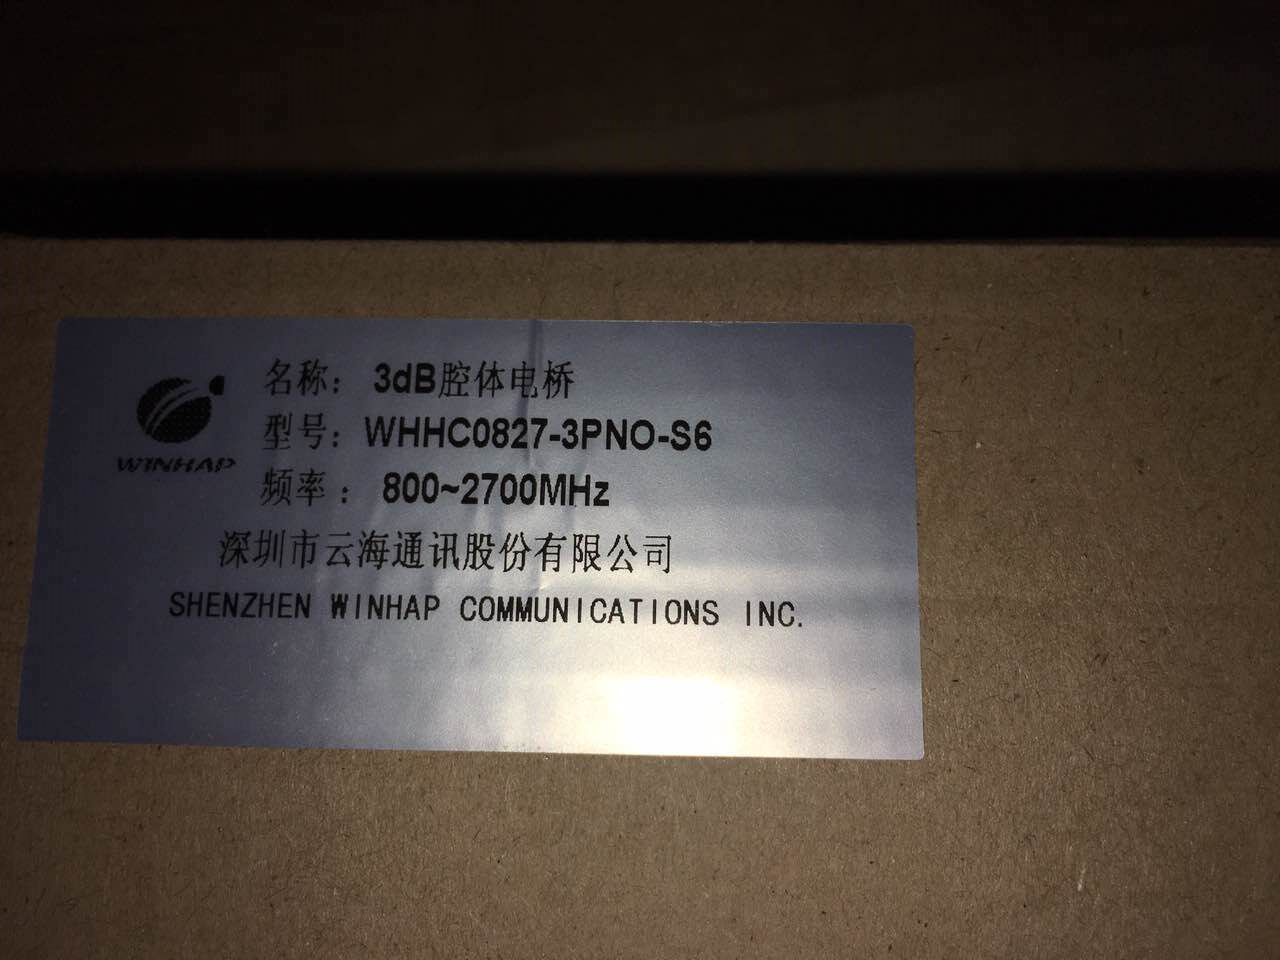 名称：3dB腔体电桥
型号：WHHC0827-3PNO-S6
WINHAP
频率：800~2700MHz
深圳市云海通讯股份有限公司
SHENZHEN WINHAP COMMUNICATIONS INC.